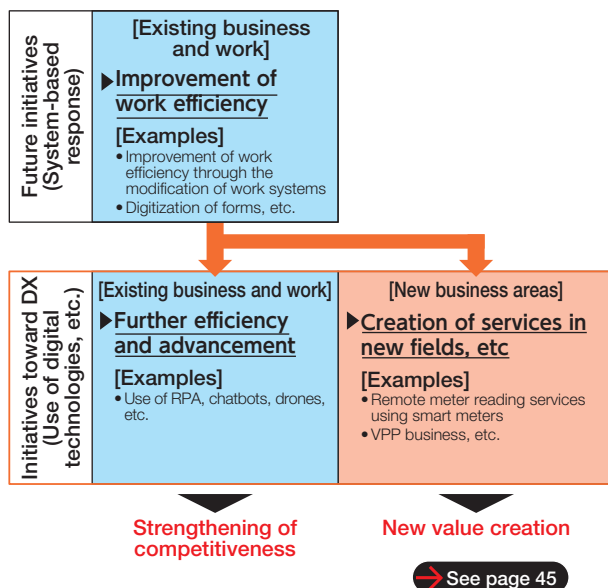 Future initiatives
(System-based
response)
[Existing business
and work]
▶Improvement of
work efficiency
[Examples]
• Improvement of work
efficiency through the
modification of work systems
• Digitization of forms, etc.
Initiatives toward DX
(Use of digital
technologies, etc.)
[Existing business and work]
▶Further efficiency
and advancement
[Examples]
• Use of RPA, chatbots, drones,
etc.
[New business areas]
▶Creation of services in
new fields, etc
[Examples]
• Remote meter reading services
using smart meters
• VPP business, etc.
Strengthening of
competitiveness
New value creation
See page 45